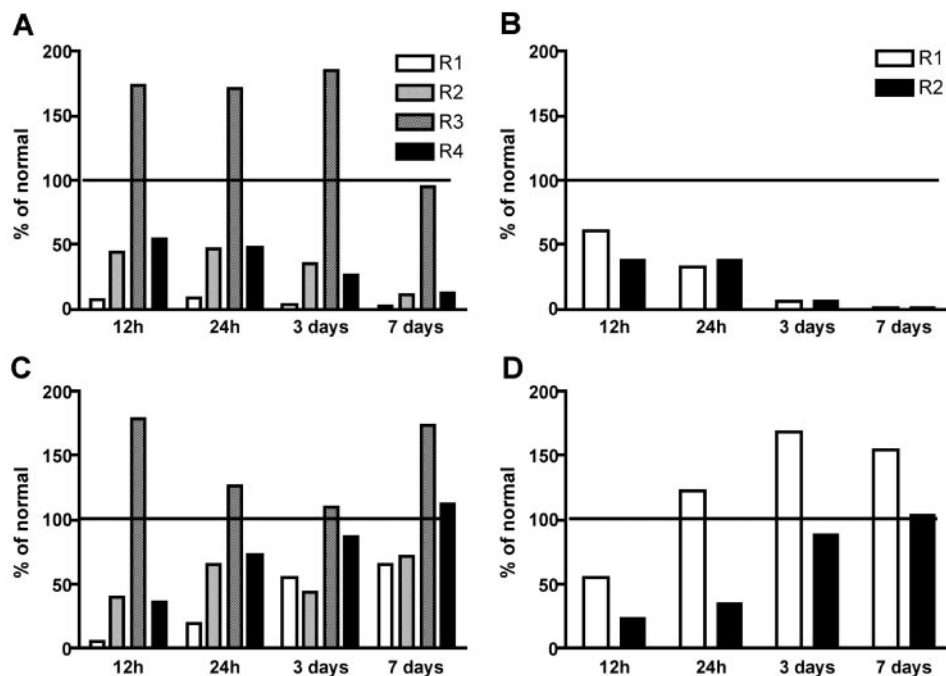 A
% of normal
200
150
100
50
0
12h 24h 3 days 7 days
R1
R2
R3
R4
B
% of normal
200
150
100
50
0
12h 24h 3 days 7 days
R1
R2
C
% of normal
200
150
100
50
0
12h 24h 3 days 7 days
D
% of normal
200
150
100
50
0
12h 24h 3 days 7 days